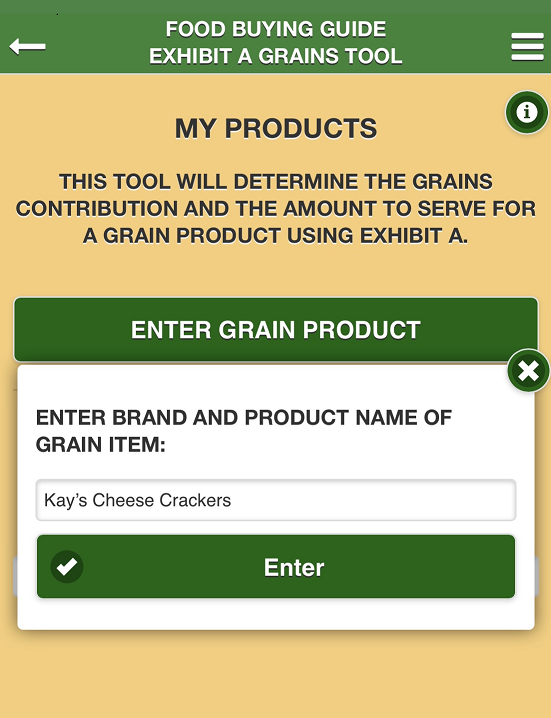 FOOD BUYING GUIDE
EXHIBIT A GRAINS TOOL
MY PRODUCTS
THIS TOOL WILL DETERMINE THE GRAINS
CONTRIBUTION AND THE AMOUNT TO SERVE FOR
A GRAIN PRODUCT USING EXHIBIT A.
ENTER GRAIN PRODUCT
ENTER BRAND AND PRODUCT NAME OF
GRAIN ITEM:
Kay’s Cheese Crackers
Enter